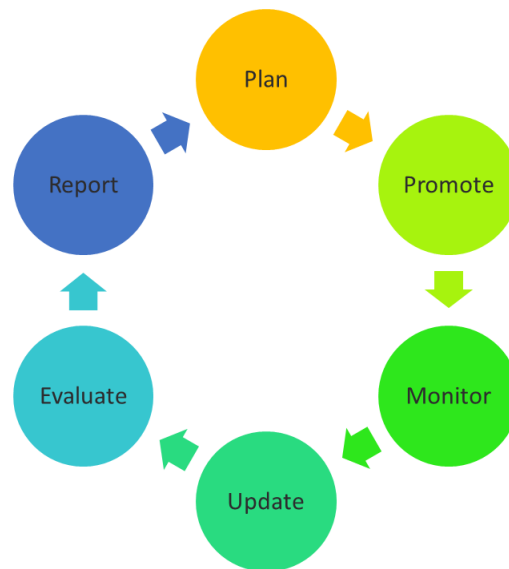 Plan
Promote
Monitor
Update
Evaluate
Report